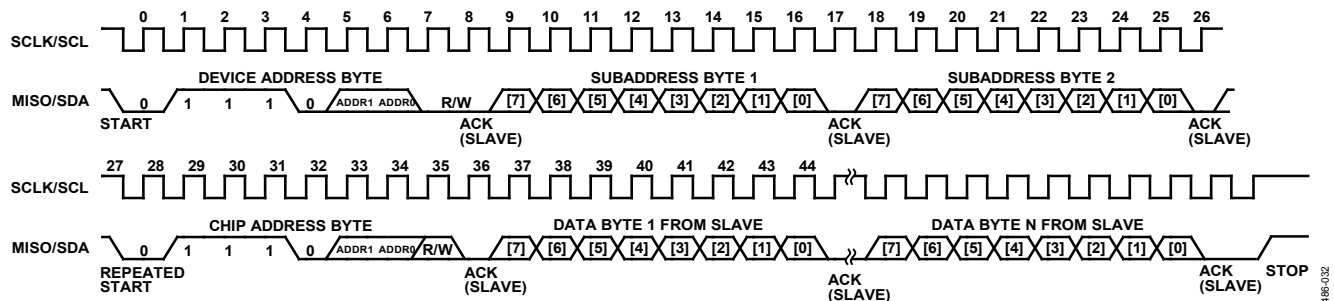 0 1 2 3 4 5 6 7 8 9 10 11 12 13 14 15 16 17 18 19 20 21 22 23 24 25 26
SCLK/SCL
DEVICE ADDRESS BYTE SUBADDRESS BYTE 1 SUBADDRESS BYTE 2
MISO/SDA 0 1 1 1 0 ADDR1 ADDR0 R/W [7] [6] [5] [4] [3] [2] [1] [0] [7] [6] [5] [4] [3] [2] [1] [0]
START ACK (SLAVE) ACK (SLAVE) ACK (SLAVE)
27 28 29 30 31 32 33 34 35 36 37 38 39 40 41 42 43 44
SCLK/SCL
CHIP ADDRESS BYTE DATA BYTE 1 FROM SLAVE DATA BYTE N FROM SLAVE
MISO/SDA 0 1 1 1 0 ADDR1 ADDR0 R/W [7] [6] [5] [4] [3] [2] [1] [0] [7] [6] [5] [4] [3] [2] [1] [0]
REPEATED START ACK (SLAVE) ACK (SLAVE) ACK (SLAVE) STOP